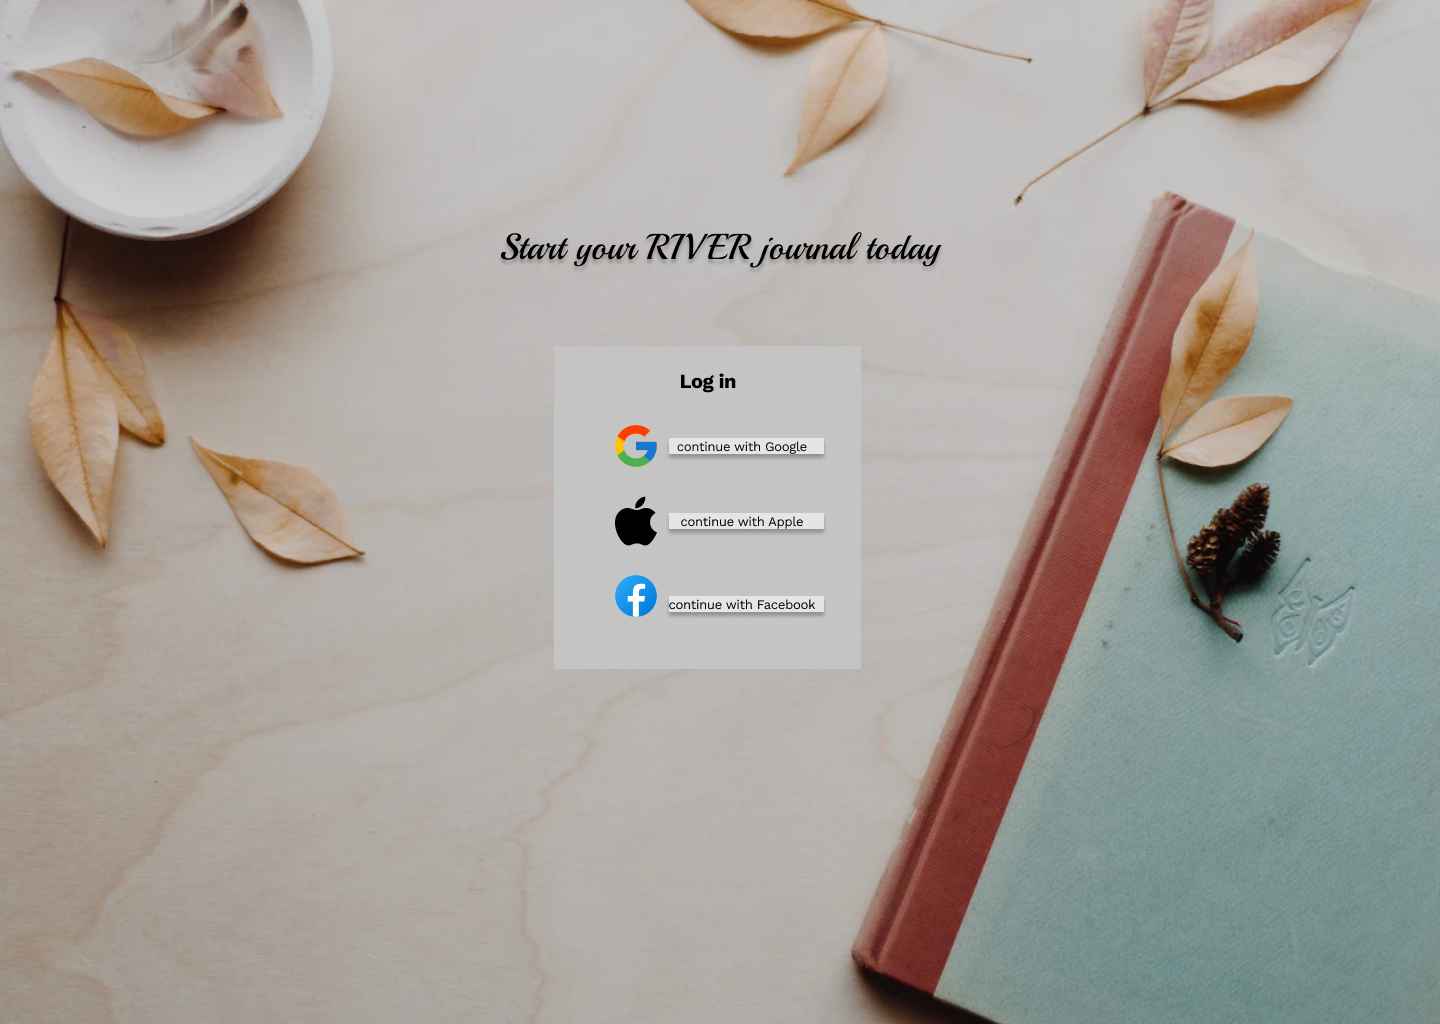 Start your RIVER journal today
Log in
continue with Google
continue with Apple
continue with Facebook